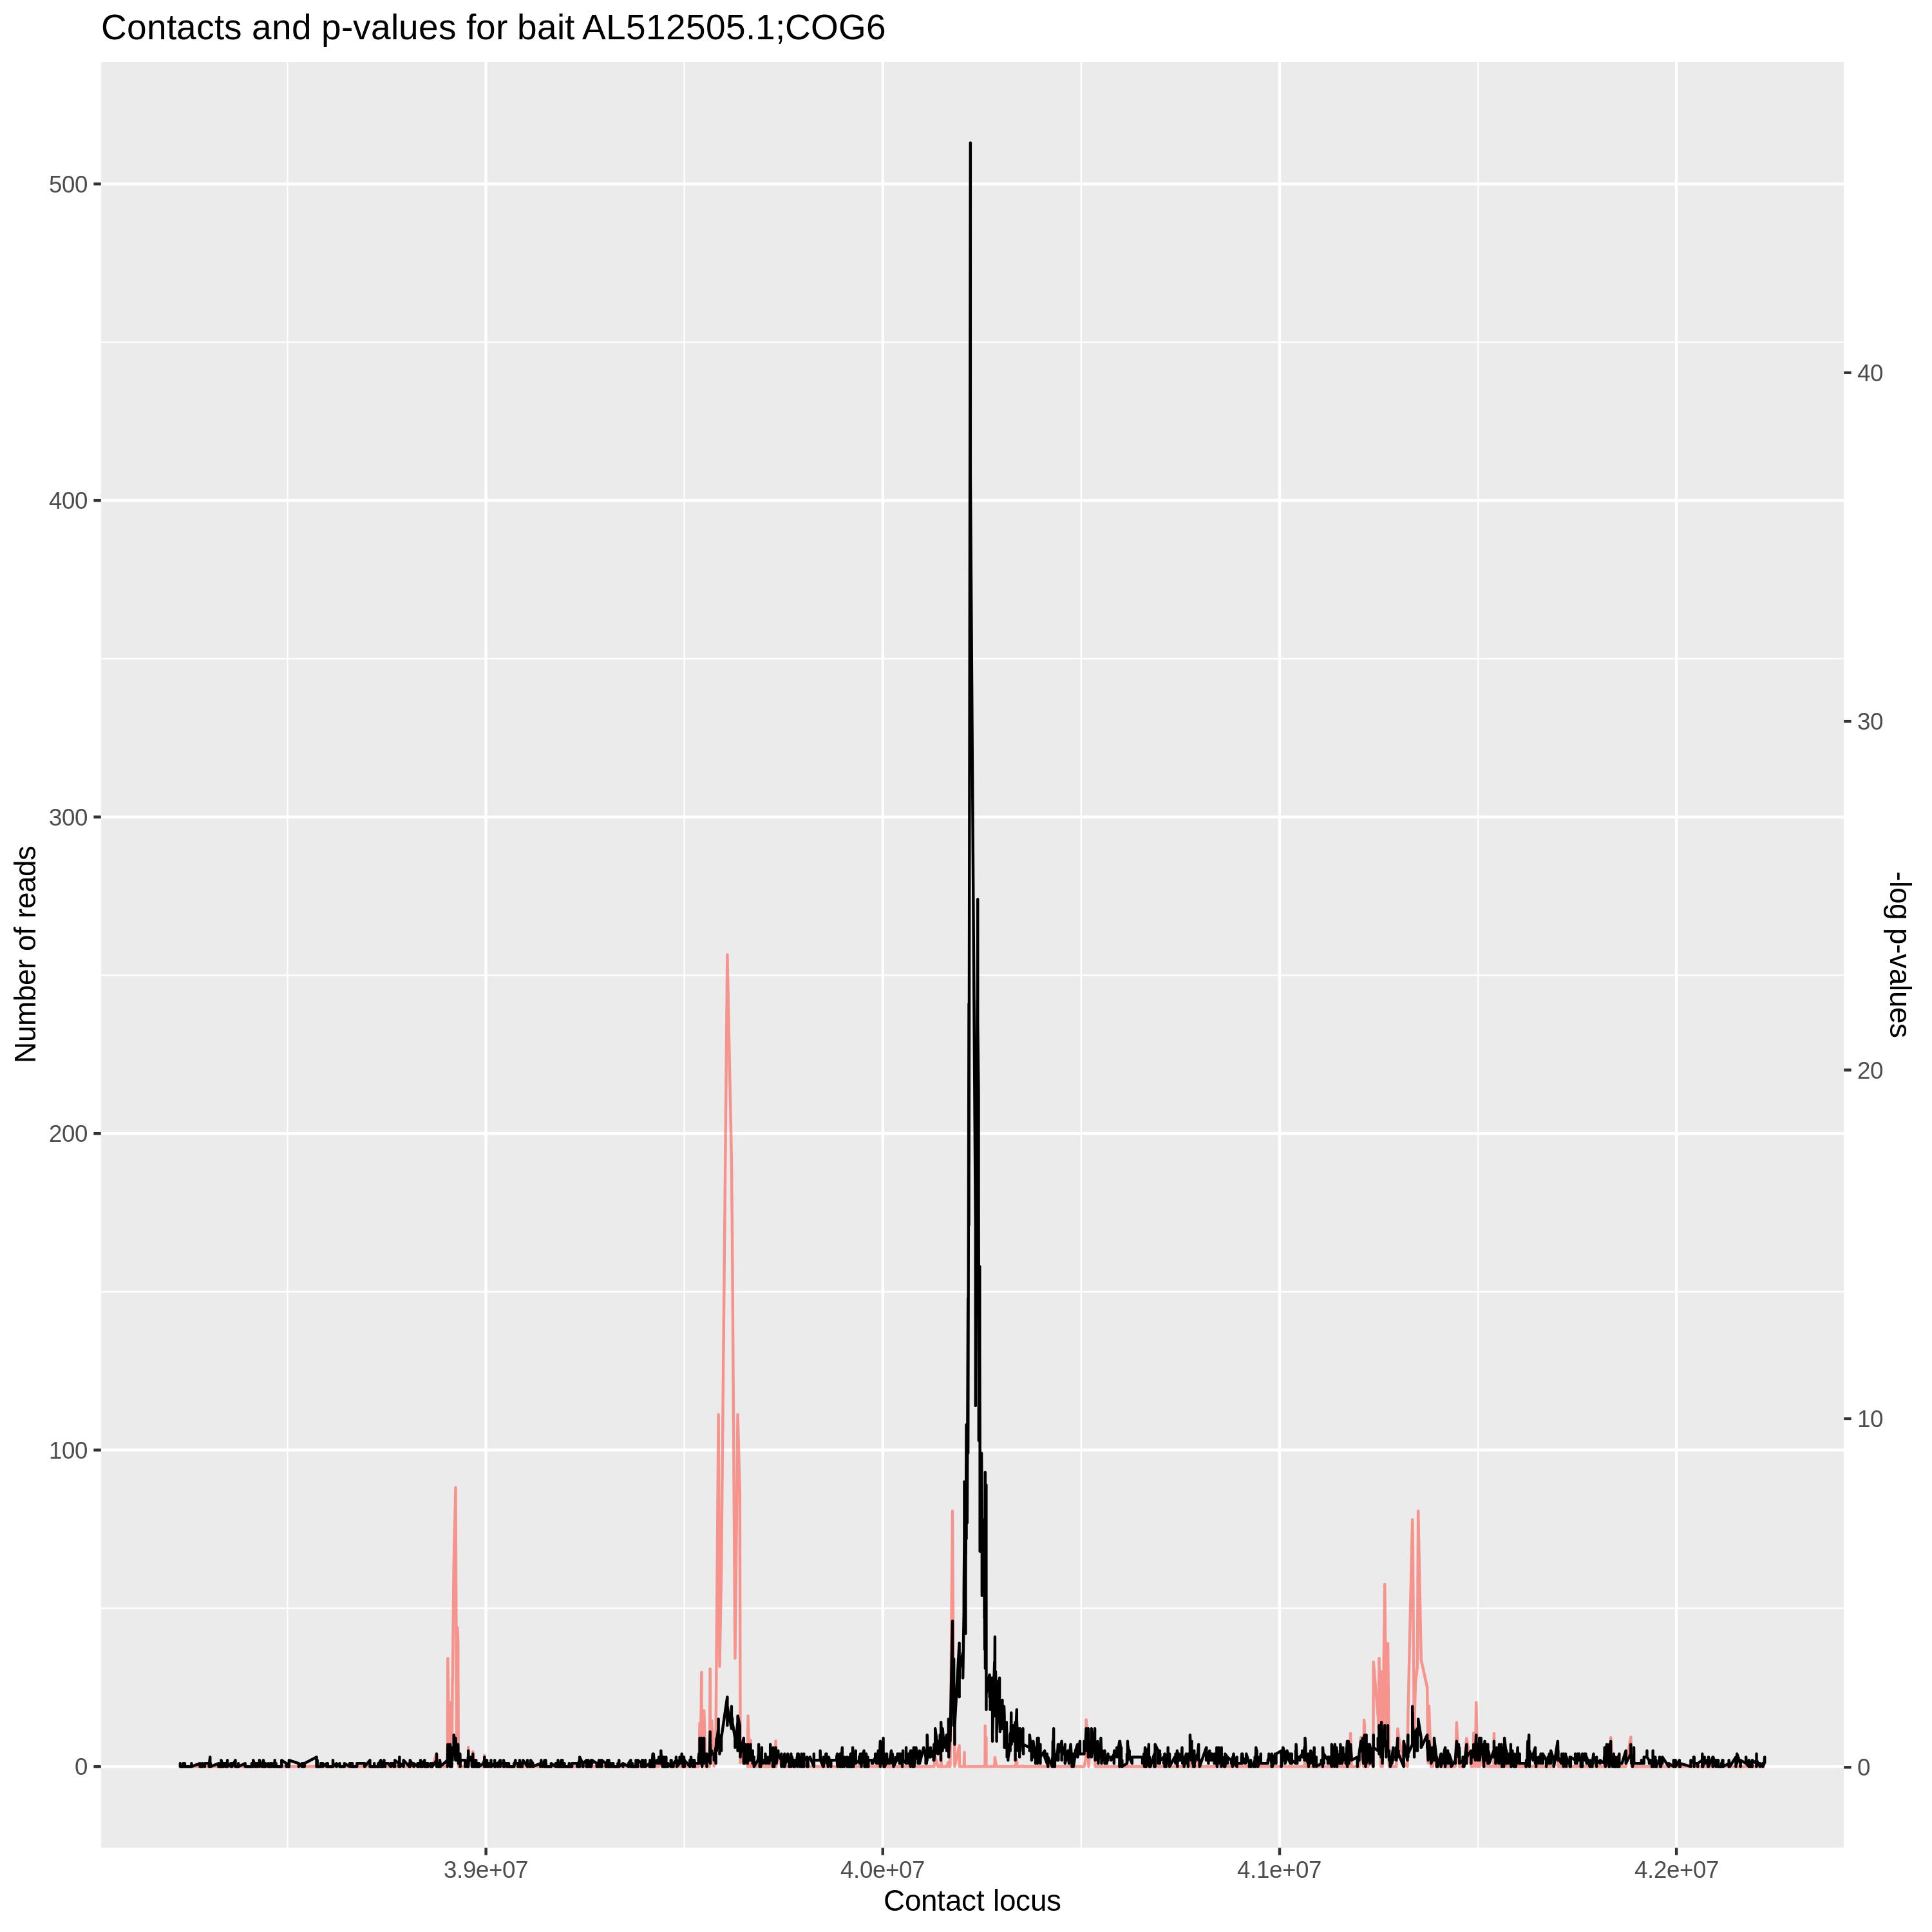 Contacts and p-values for bait AL512505.1;COG6
500
400
300
200
100
0
Number of reads
40
30
20
10
0
-log p-values
3.9e+07
4.0e+07
4.1e+07
4.2e+07
Contact locus